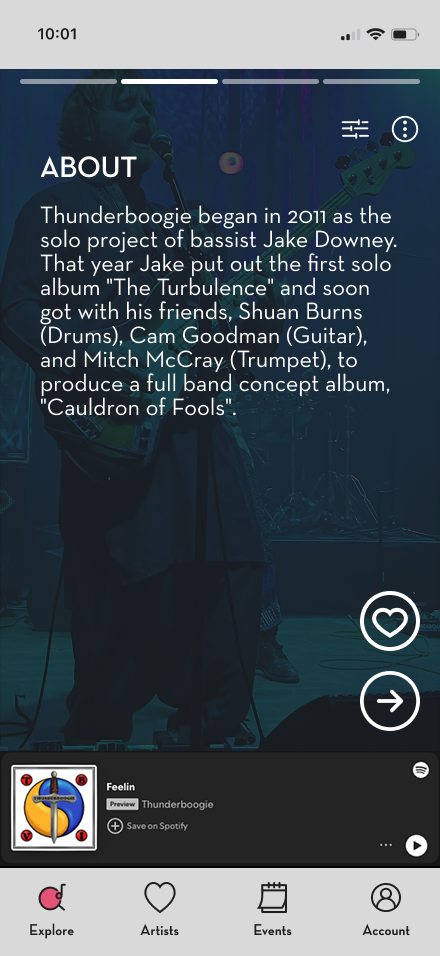 10:01
ABOUT
Thunderboogie began in 2011 as the
solo project of bassist Jake Downey.
That year Jake put out the first solo
album "The Turbulence" and soon
got with his friends, Shuan Burns
(Drums), Cam Goodman (Guitar),
and Mitch McCray (Trumpet), to
produce a full band concept album,
"Cauldron of Fools".
T B
THUNDERBOOGIE
V 1
Feelin
Preview Thunderboogie
Save on Spotify
Explore Artists Events Account